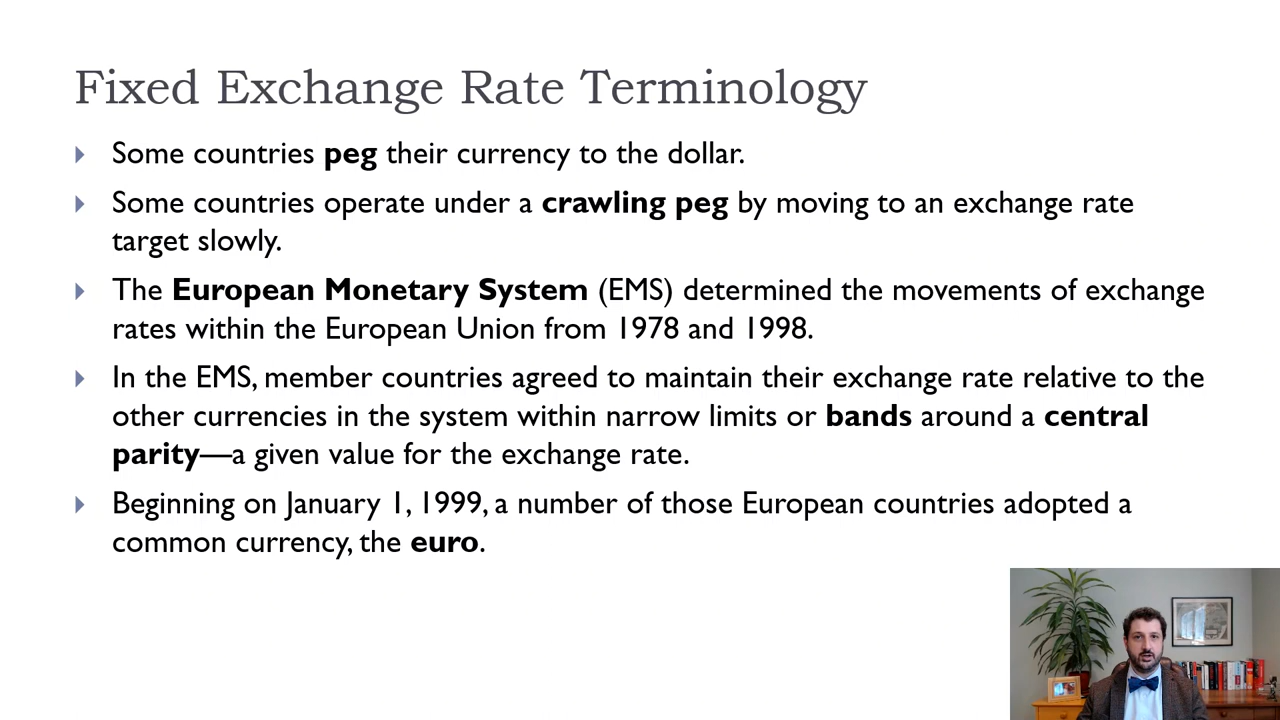 Fixed Exchange Rate Terminology
Some countries peg their currency to the dollar.
Some countries operate under a crawling peg by moving to an exchange rate
target slowly.
The European Monetary System (EMS) determined the movements of exchange
rates within the European Union from 1978 and 1998.
In the EMS, member countries agreed to maintain their exchange rate relative to the
other currencies in the system within narrow limits or bands around a central
parity—a given value for the exchange rate.
Beginning on January 1, 1999, a number of those European countries adopted a
common currency, the euro.